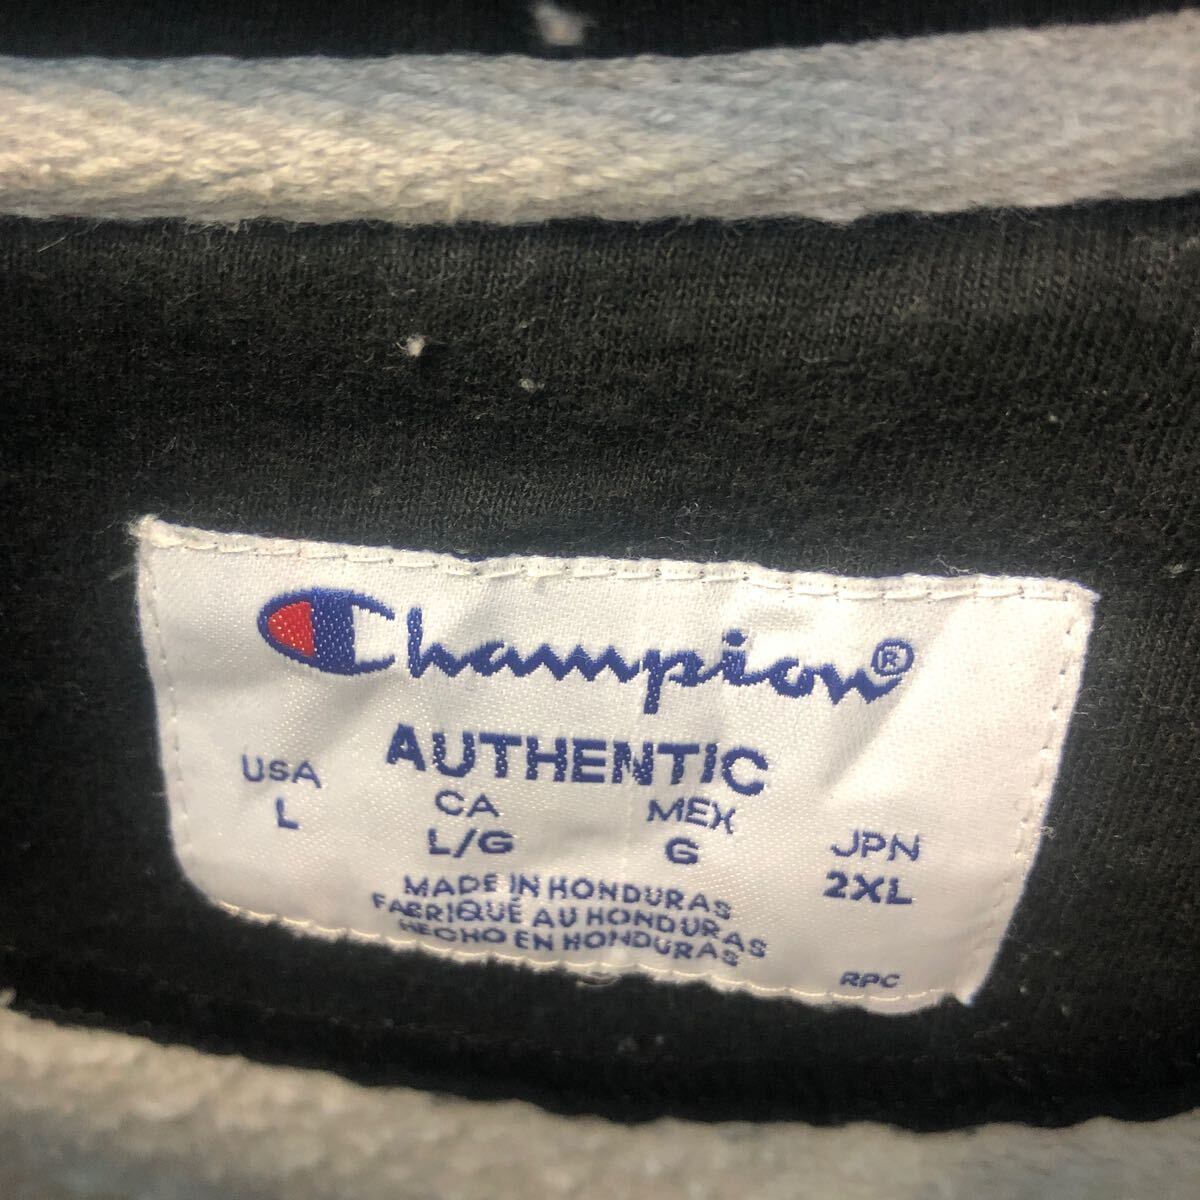 Champion®
AUTHENTIC
USA CA MEX JPN
L L/G G 2XL
MADE IN HONDURAS
FABRIQUÉ AU HONDURAS
HECHO EN HONDURAS
RPC